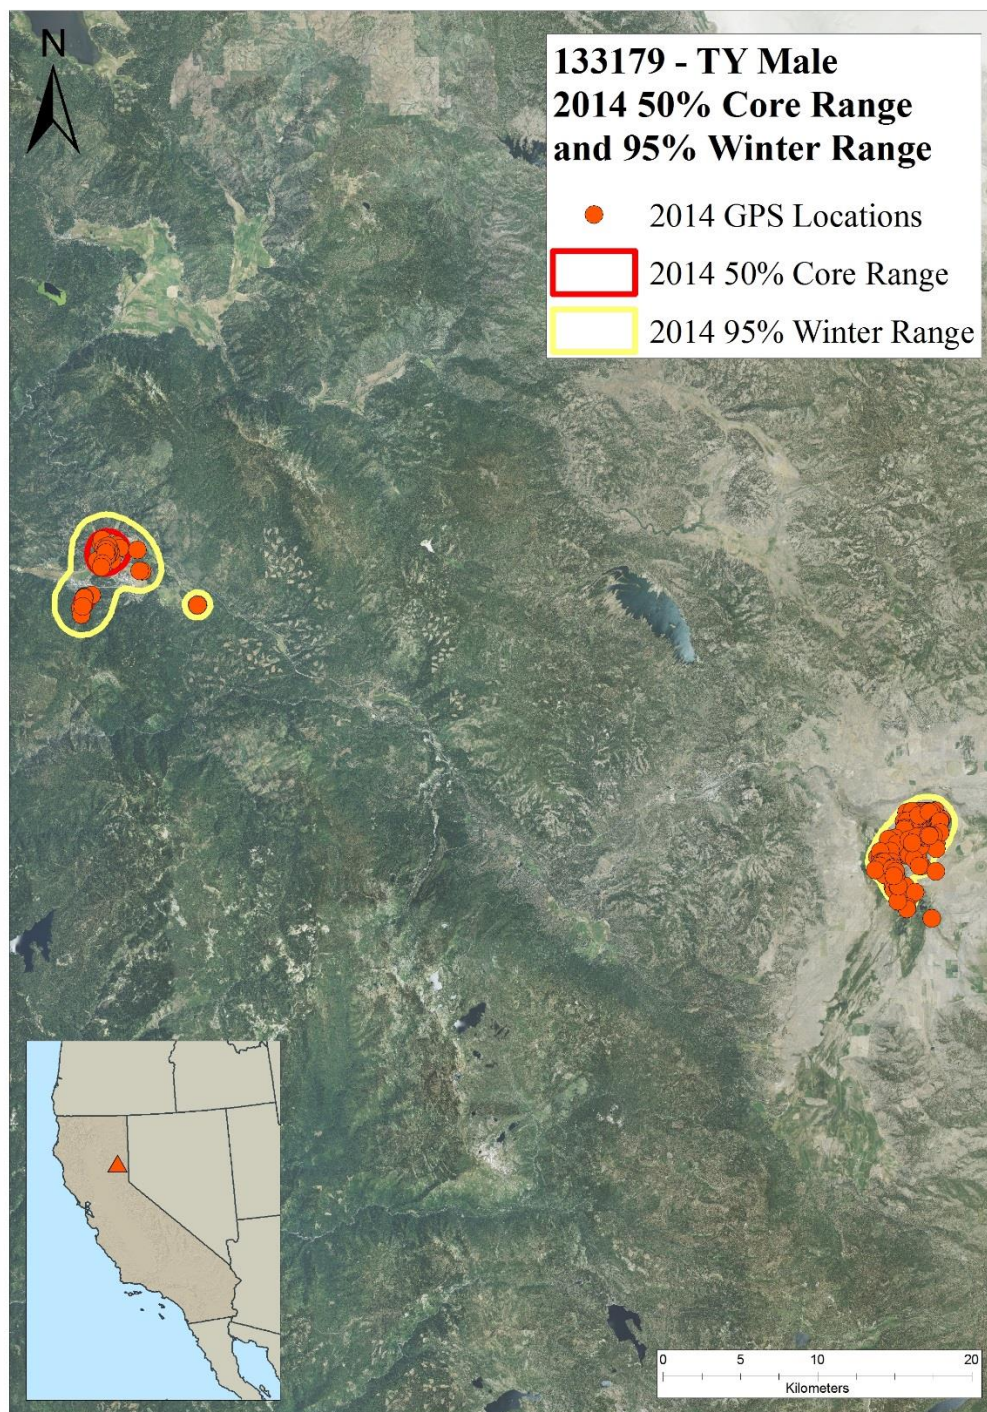 N
133179 - TY Male
2014 50% Core Range
and 95% Winter Range
2014 GPS Locations
2014 50% Core Range
2014 95% Winter Range
0 5 10 20
Kilometers